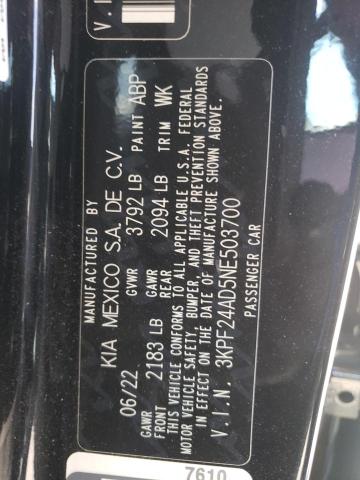 MANUFACTURED BY
KIA MEXICO S.A. DE C.V.
06/22 GVWR 3792 LB PAINT ABP
GAWR FRONT 2183 LB GAWR REAR 2094 LB TRIM WK
THIS VEHICLE CONFORMS TO ALL APPLICABLE U.S.A. FEDERAL
MOTOR VEHICLE SAFETY, BUMPER, AND THEFT PREVENTION STANDARDS
IN EFFECT ON THE DATE OF MANUFACTURE SHOWN ABOVE.
V.I.N. 3KPF24AD5NE503700
PASSENGER CAR
7610